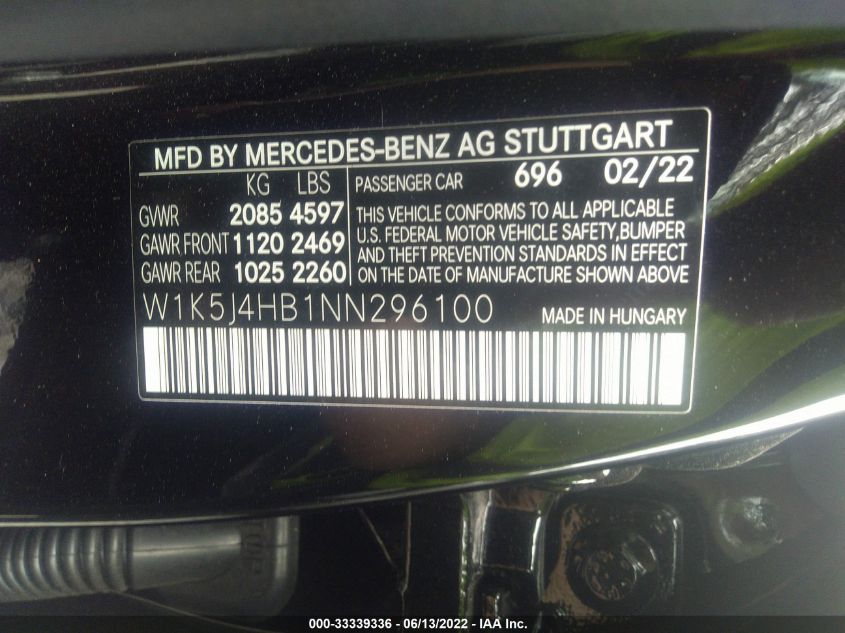 MFD BY MERCEDES-BENZ AG STUTTGART
KG LBS
GVWR 2085 4597
GAWR FRONT 1120 2469
GAWR REAR 1025 2260
PASSENGER CAR 696 02/22
THIS VEHICLE CONFORMS TO ALL APPLICABLE
U.S. FEDERAL MOTOR VEHICLE SAFETY,BUMPER
AND THEFT PREVENTION STANDARDS IN EFFECT
ON THE DATE OF MANUFACTURE SHOWN ABOVE
W1K5J4HB1NN296100
MADE IN HUNGARY
000-33339336 - 06/13/2022 - IAA Inc.